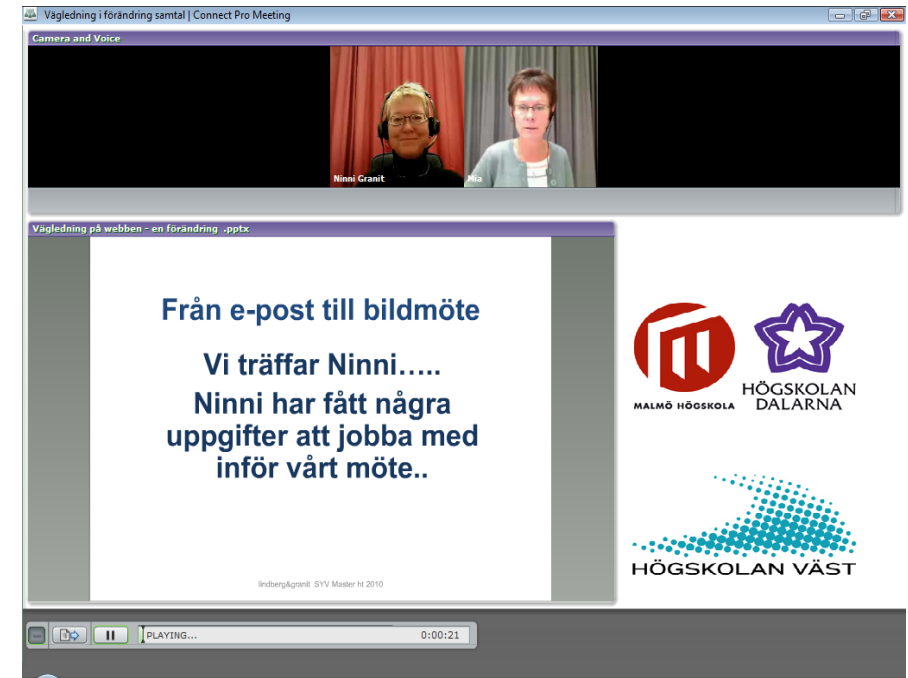 Vägledning i förändring samtal | Connect Pro Meeting
Camera and Voice
Ninni Granit
Mia
Vägledning på webben - en förändring .pptx
Från e-post till bildmöte
Vi träffar Ninni.....
Ninni har fått några
uppgifter att jobba med
inför vårt möte..
lindberg&granit SYV Master ht 2010
MALMÖ HÖGSKOLA
HÖGSKOLAN
DALARNA
HÖGSKOLAN VÄST
PLAYING...
0:00:21